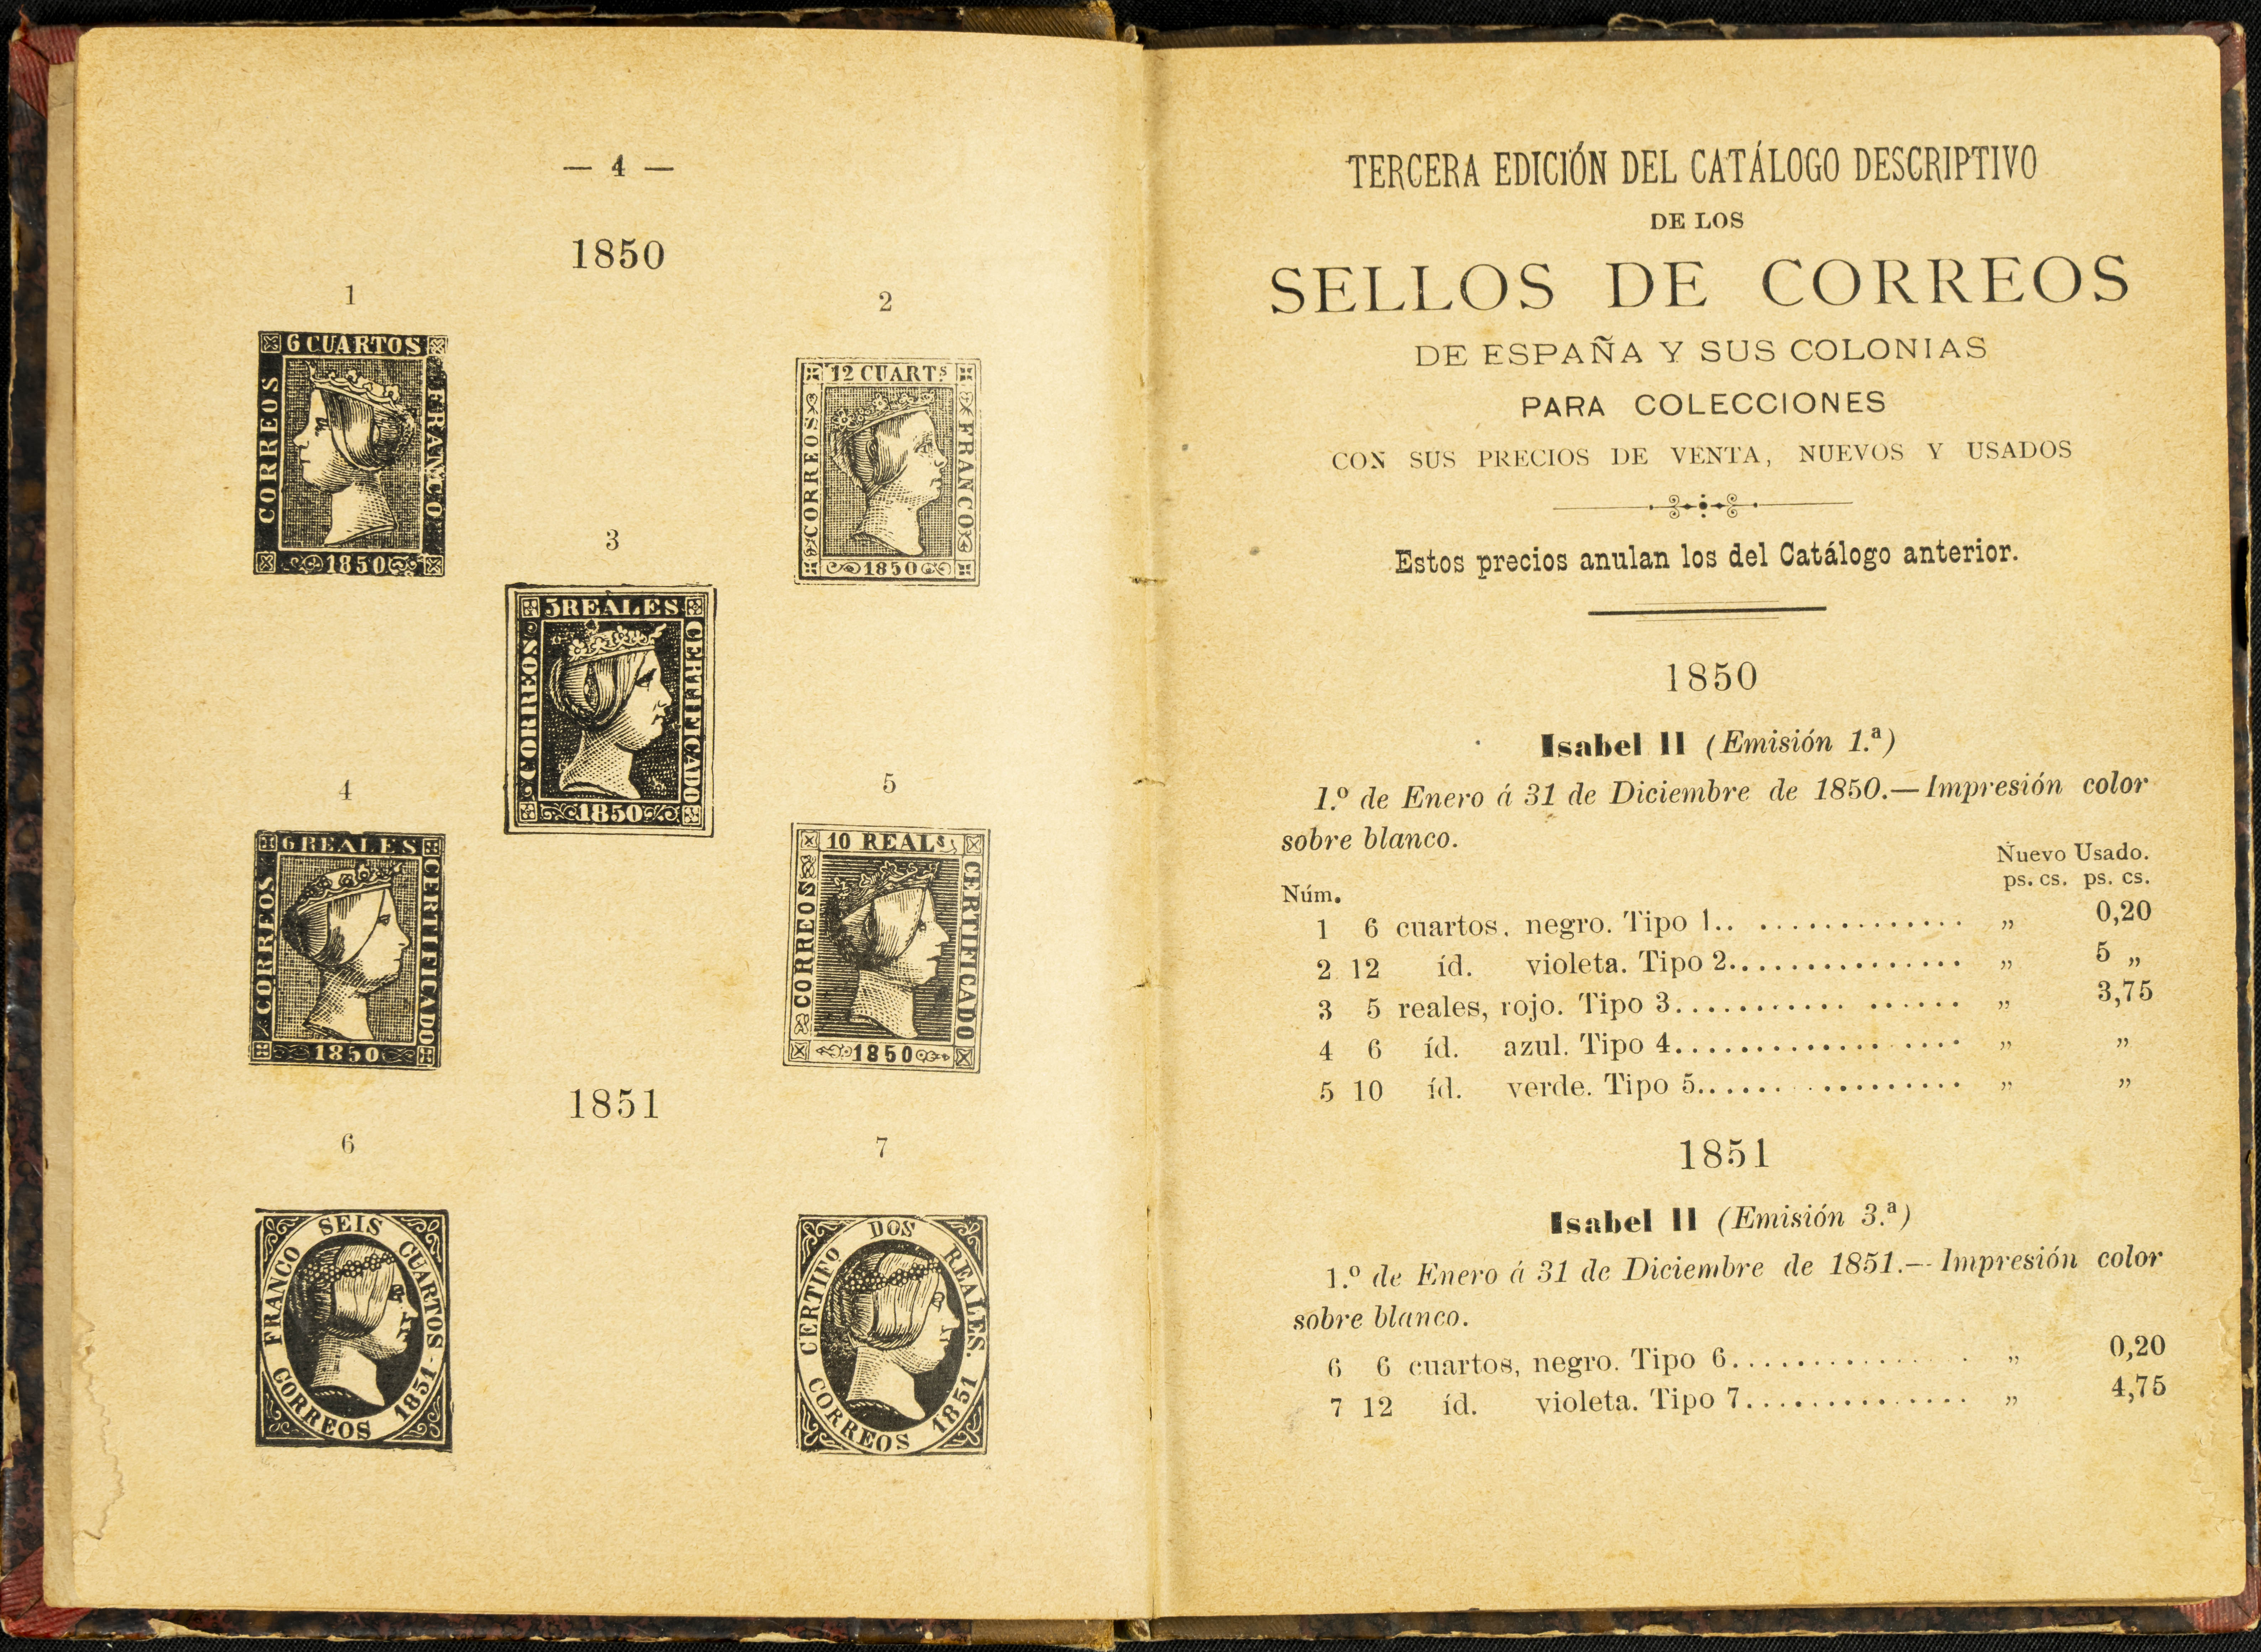 — 4 —
1850
1
2
6 CUARTOS
CORREOS
FRANCO
1850
12 CUART.s
CORREOS
FRANCO
1850
3
5 REALES
CORREOS
CERTIFICADO
1850
4
5
6 REALES
CORREOS
CERTIFICADO
1850
10 REALs
CORREOS
CERTIFICADO
1850
1851
6
7
FRANCO SEIS CUARTOS
CORREOS 1851
CERTIFO DOS REALES.
CORREOS 1851
TERCERA EDICIÓN DEL CATÁLOGO DESCRIPTIVO
DE LOS
SELLOS DE CORREOS
DE ESPAÑA Y SUS COLONIAS
PARA COLECCIONES
CON SUS PRECIOS DE VENTA, NUEVOS Y USADOS
Estos precios anulan los del Catálogo anterior.
1850
Isabel II (Emisión 1.ª)
1.º de Enero á 31 de Diciembre de 1850.—Impresión color
sobre blanco.
Nuevo Usado.
ps. cs. ps. cs.
Núm.
1 6 cuartos, negro. Tipo 1.. ............. „ 0,20
2 12 íd. violeta. Tipo 2................ „ 5 „
3 5 reales, rojo. Tipo 3........... ...... „ 3,75
4 6 íd. azul. Tipo 4.................. „ „
5 10 íd. verde. Tipo 5................ „ „
1851
Isabel II (Emisión 3.ª)
1.º de Enero á 31 de Diciembre de 1851.—Impresión color
sobre blanco.
6 6 cuartos, negro. Tipo 6............... „ 0,20
7 12 íd. violeta. Tipo 7.............. „ 4,75